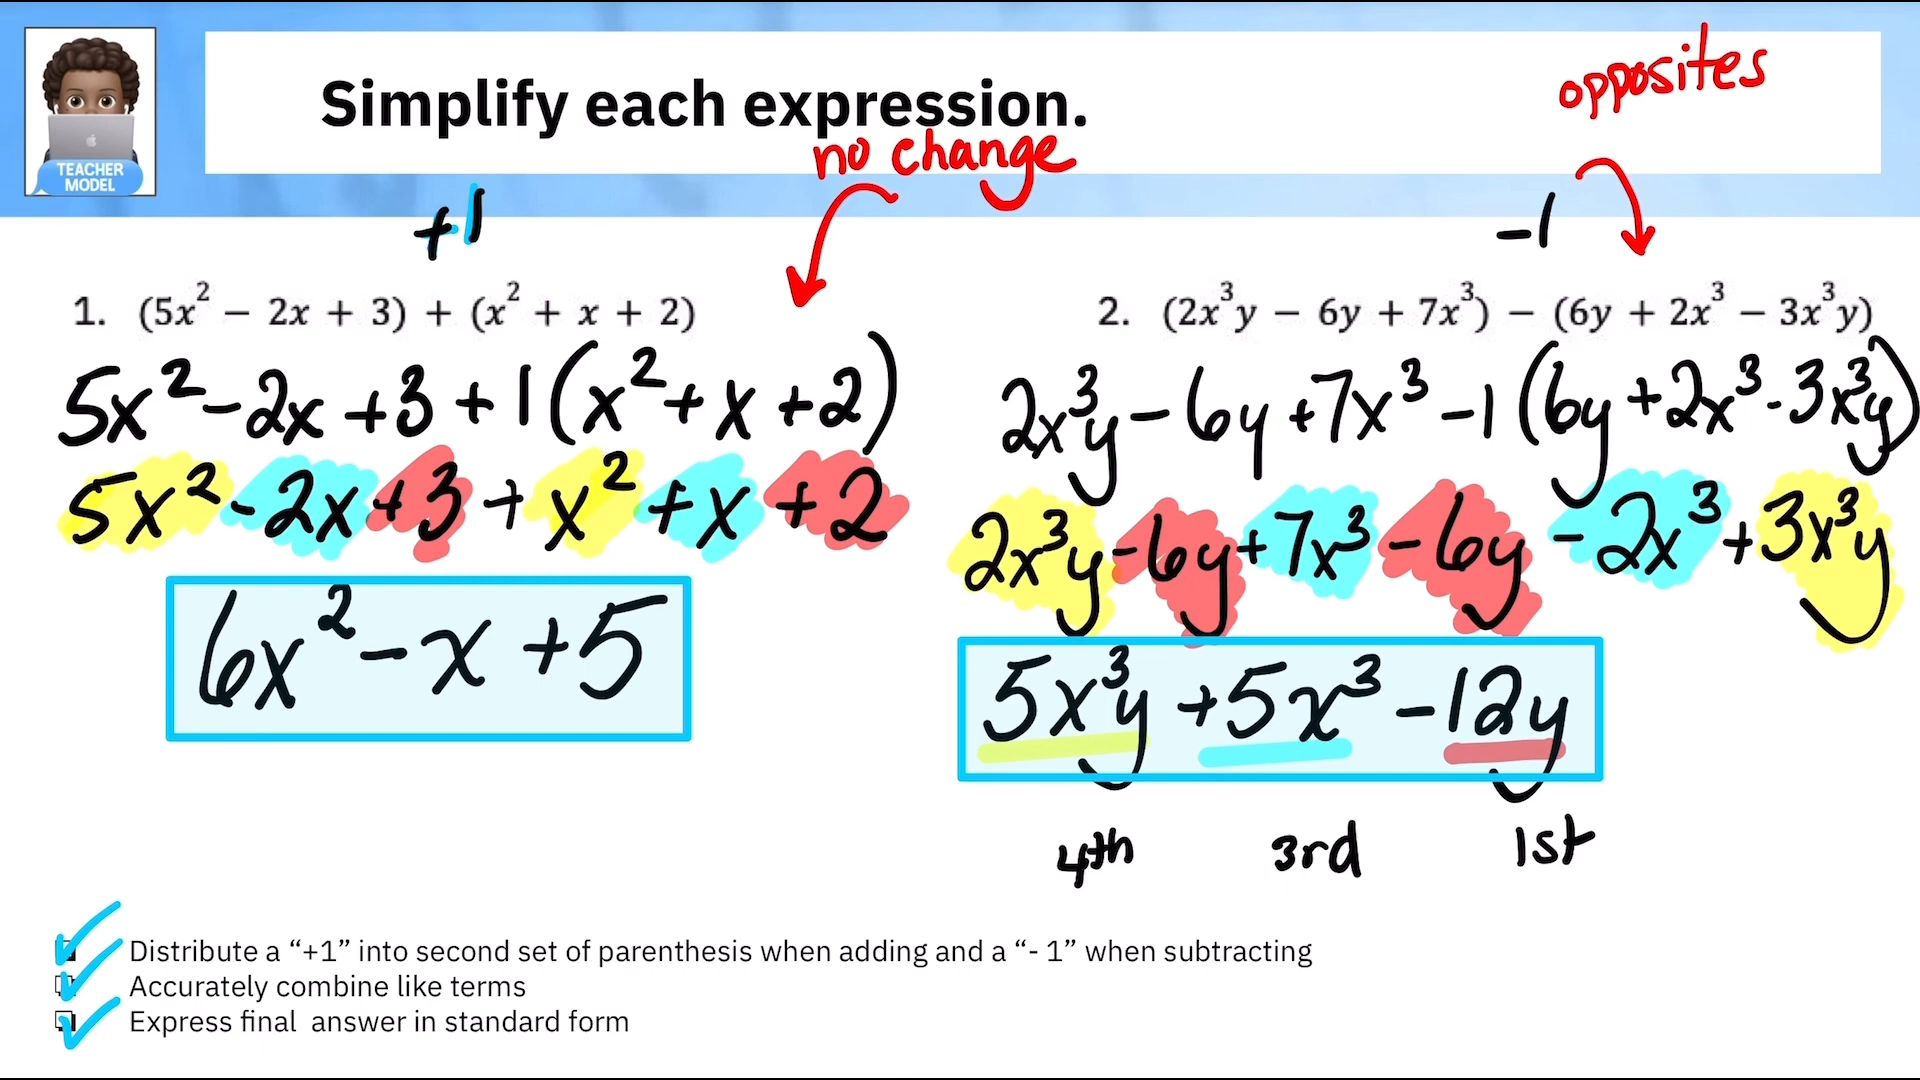 TEACHER
MODEL
Simplify each expression.
opposites
no change
+1
-1
1. (5x² − 2x + 3) + (x² + x + 2)
5x² -2x +3 +1(x² + x +2)
5x² -2x +3 + x² +x +2
6x² - x +5
2. (2x³y − 6y + 7x³) − (6y + 2x³ − 3x³y)
2x³y - 6y +7x³ -1(6y +2x³ -3x³y)
2x³y -6y +7x³ -6y -2x³ +3x³y
5x³y +5x³ -12y
4th 3rd 1st
Distribute a “+1” into second set of parenthesis when adding and a “- 1” when subtracting
Accurately combine like terms
Express final answer in standard form